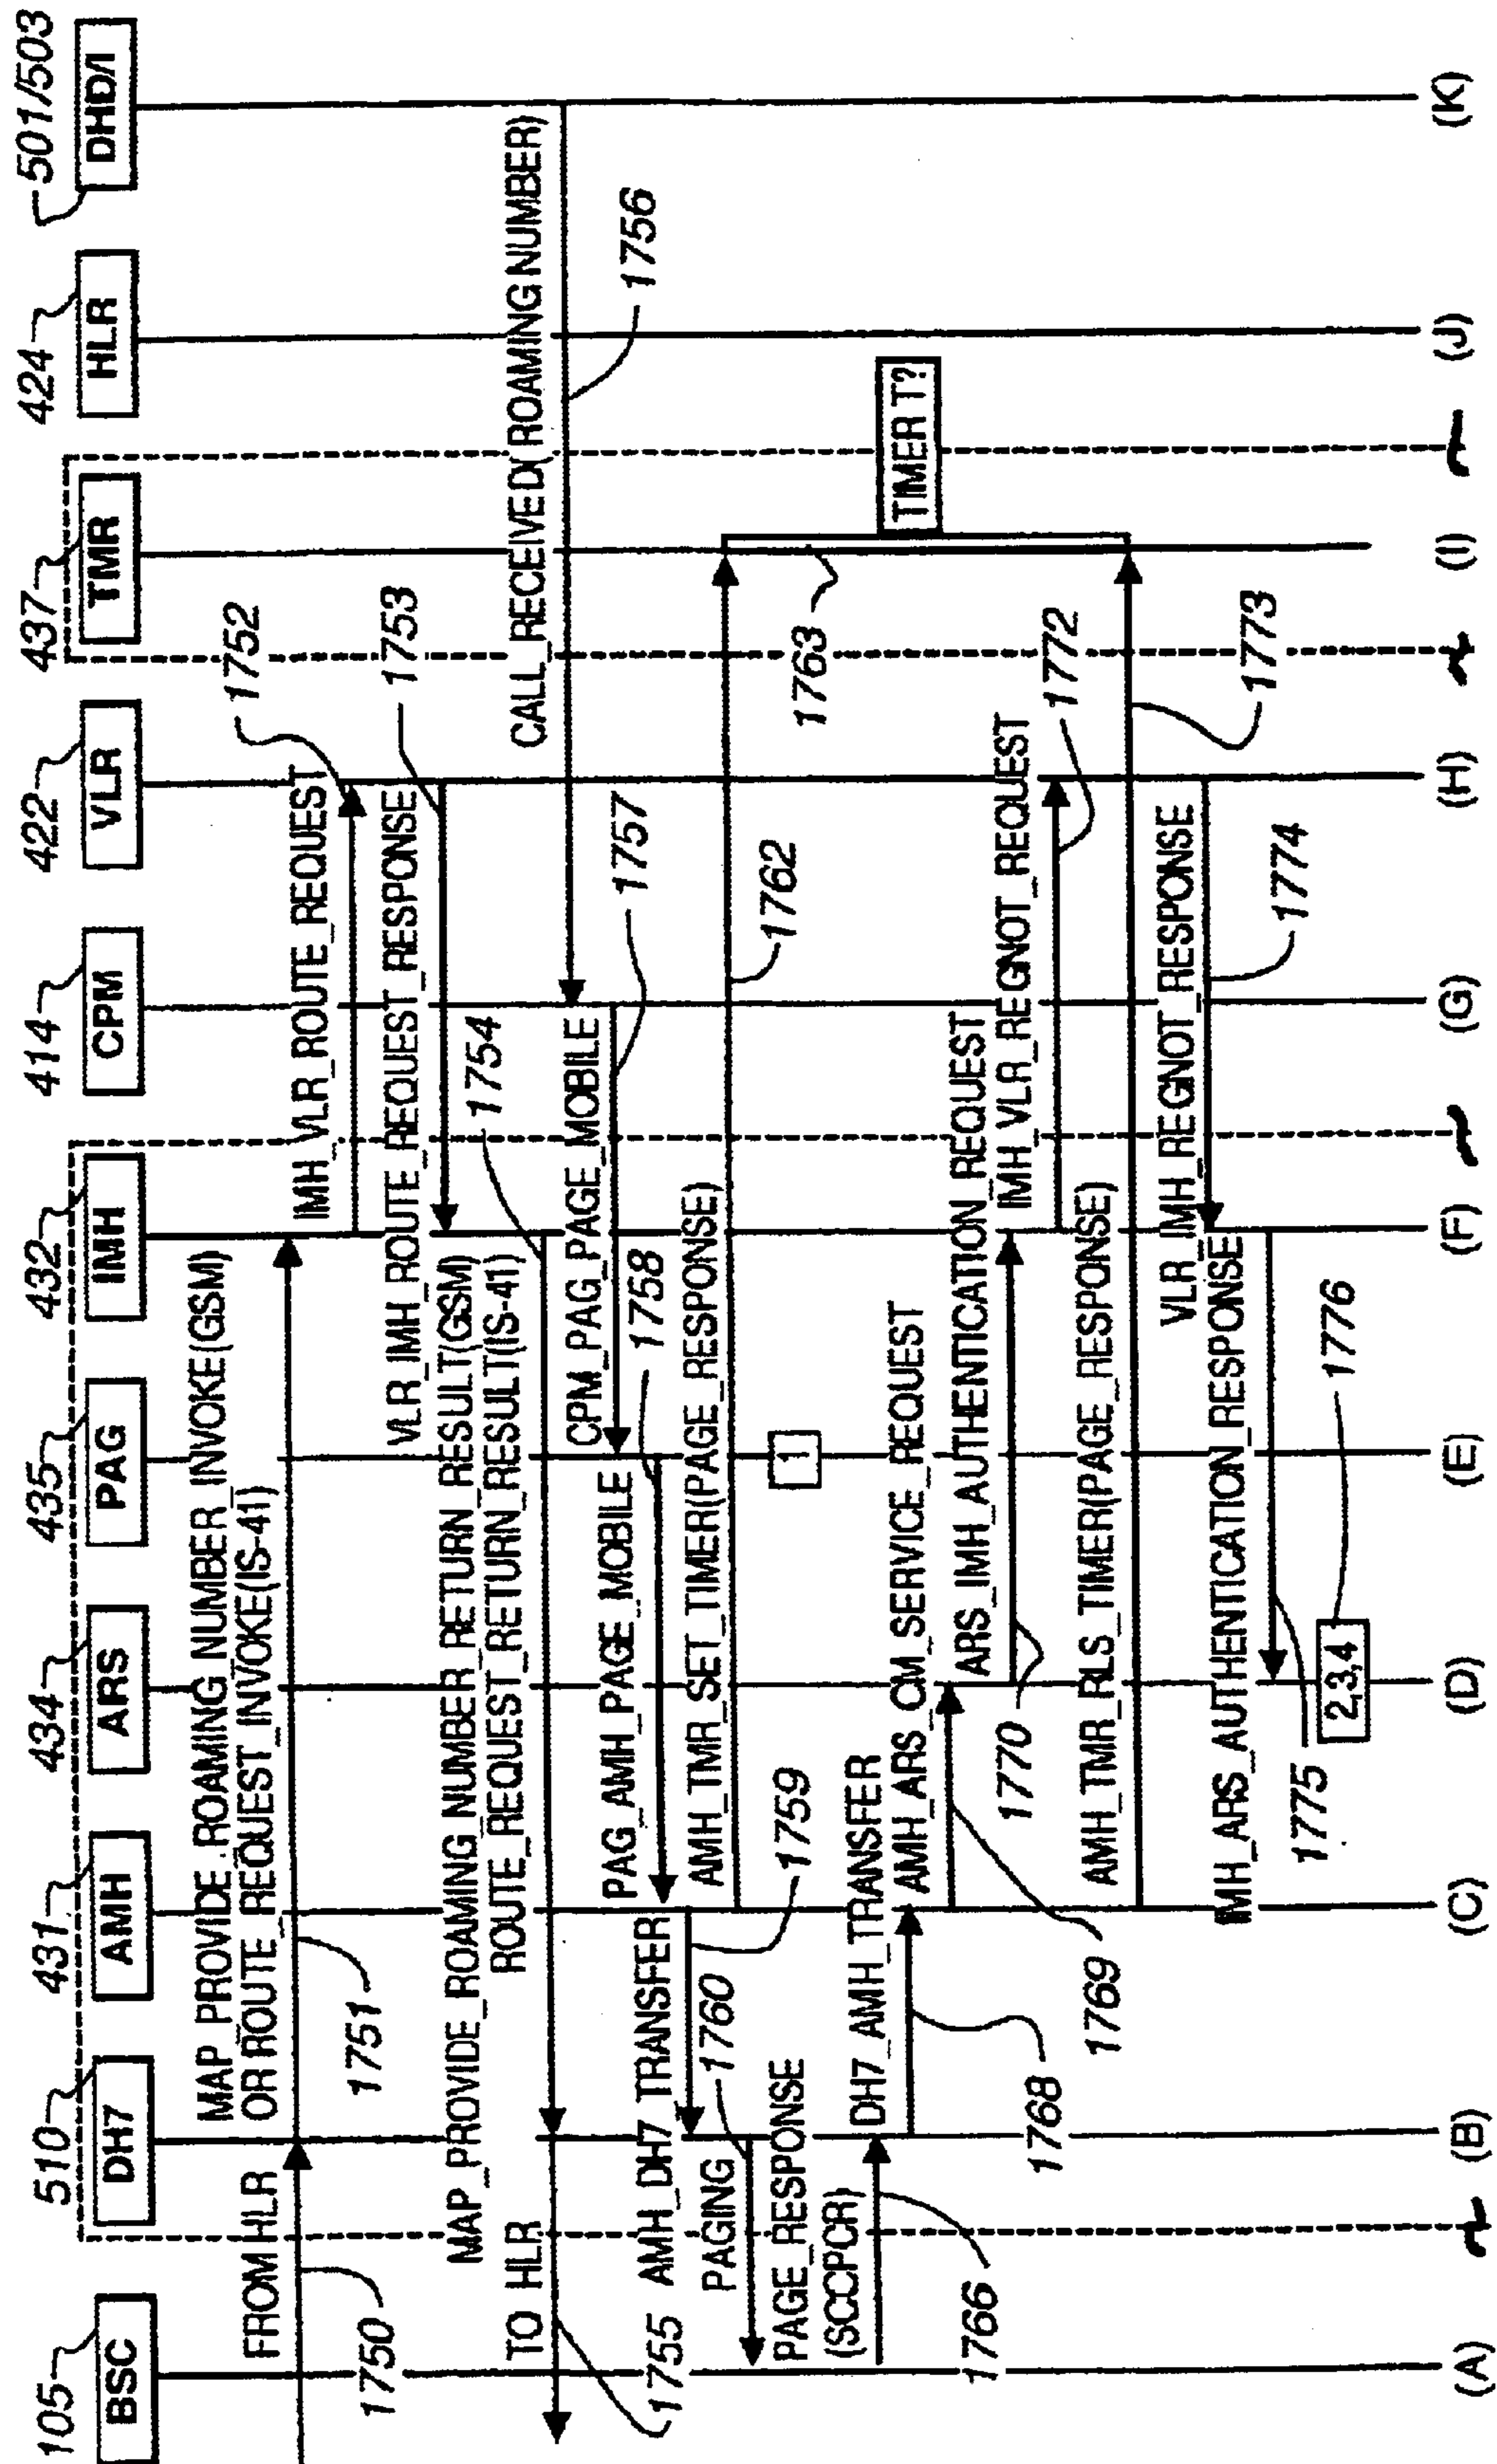 105
BSC
510
DH7
431
AMH
434
ARS
435
PAG
432
IMH
414
CPM
422
VLR
437
TMR
424
HLR
501/503
DHD/I
FROM HLR
1750
MAP_PROVIDE_ROAMING_NUMBER_INVOKE(GSM)
OR ROUTE_REQUEST_INVOKE(IS-41)
1751
IMH_VLR_ROUTE_REQUEST
1752
VLR_IMH_ROUTE_REQUEST_RESPONSE
1753
MAP_PROVIDE_ROAMING_NUMBER_RETURN_RESULT(GSM)
ROUTE_REQUEST_RETURN_RESULT(IS-41)
1754
TO HLR
1755
CALL_RECEIVED(ROAMING NUMBER)
1756
CPM_PAG_PAGE_MOBILE
1757
PAG_AMH_PAGE_MOBILE
1758
AMH_DH7_TRANSFER
1759
PAGING
1760
AMH_TMR_SET_TIMER(PAGE_RESPONSE)
1762
1763
TIMER T?
1
PAGE_RESPONSE
(SCCPCR)
1766
DH7_AMH_TRANSFER
1768
AMH_ARS_CM_SERVICE_REQUEST
1769
ARS_IMH_AUTHENTICATION_REQUEST
1770
IMH_VLR_REGNOT_REQUEST
1772
AMH_TMR_RLS_TIMER(PAGE_RESPONSE)
1773
VLR_IMH_REGNOT_RESPONSE
1774
IMH_ARS_AUTHENTICATION_RESPONSE
1775
2,3,4
1776
(A)
(B)
(C)
(D)
(E)
(F)
(G)
(H)
(I)
(J)
(K)